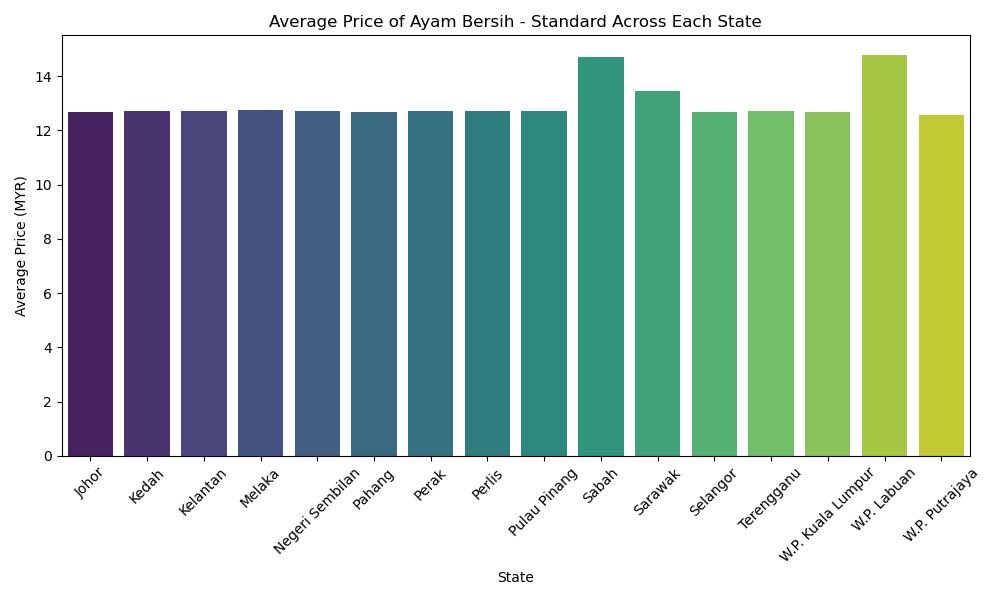 Average Price of Ayam Bersih - Standard Across Each State
Average Price (MYR)
14
12
10
8
6
4
2
0
Johor
Kedah
Kelantan
Melaka
Negeri Sembilan
Pahang
Perak
Perlis
Pulau Pinang
Sabah
Sarawak
Selangor
Terengganu
W.P. Kuala Lumpur
W.P. Labuan
W.P. Putrajaya
State